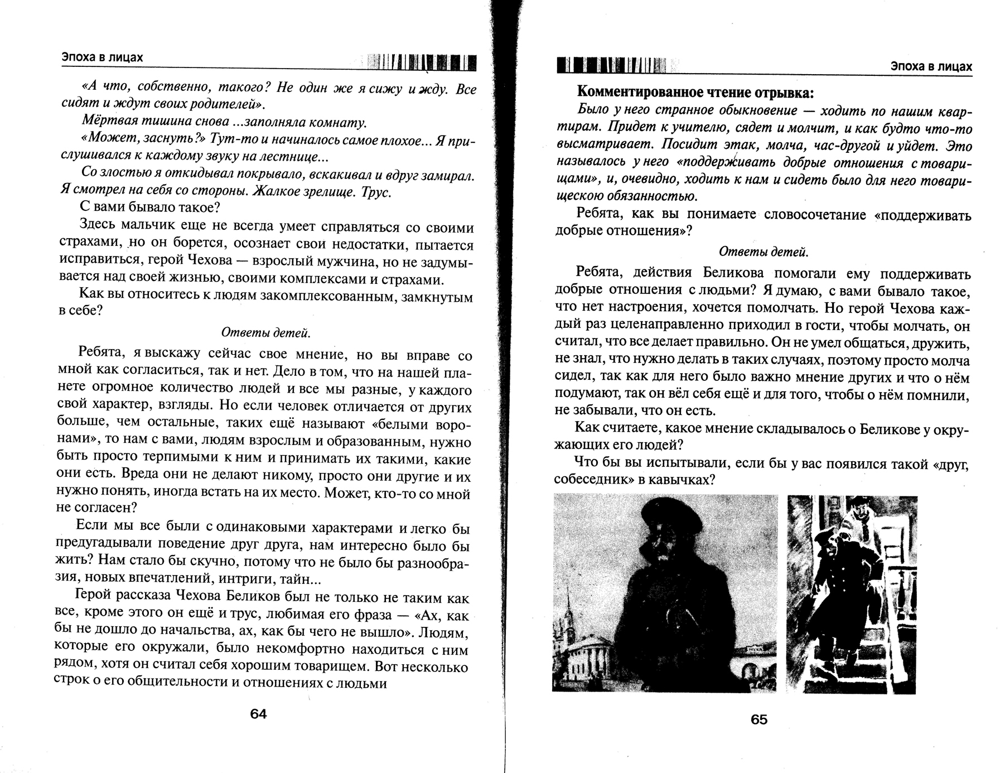 Эпоха в лицах
«А что, собственно, такого? Не один же я сижу и жду. Все
сидят и ждут своих родителей».
Мёртвая тишина снова ...заполняла комнату.
«Может, заснуть?» Тут-то и начиналось самое плохое... Я при-
слушивался к каждому звуку на лестнице...
Со злостью я откидывал покрывало, вскакивал и вдруг замирал.
Я смотрел на себя со стороны. Жалкое зрелище. Трус.
С вами бывало такое?
Здесь мальчик еще не всегда умеет справляться со своими
страхами, но он борется, осознает свои недостатки, пытается
исправиться, герой Чехова — взрослый мужчина, но не задумы-
вается над своей жизнью, своими комплексами и страхами.
Как вы относитесь к людям закомплексованным, замкнутым
в себе?
Ответы детей.
Ребята, я выскажу сейчас свое мнение, но вы вправе со
мной как согласиться, так и нет. Дело в том, что на нашей пла-
нете огромное количество людей и все мы разные, у каждого
свой характер, взгляды. Но если человек отличается от других
больше, чем остальные, таких ещё называют «белыми воро-
нами», то нам с вами, людям взрослым и образованным, нужно
быть просто терпимыми к ним и принимать их такими, какие
они есть. Вреда они не делают никому, просто они другие и их
нужно понять, иногда встать на их место. Может, кто-то со мной
не согласен?
Если мы все были с одинаковыми характерами и легко бы
предугадывали поведение друг друга, нам интересно было бы
жить? Нам стало бы скучно, потому что не было бы разнообра-
зия, новых впечатлений, интриги, тайн...
Герой рассказа Чехова Беликов был не только не таким как
все, кроме этого он ещё и трус, любимая его фраза — «Ах, как
бы не дошло до начальства, ах, как бы чего не вышло». Людям,
которые его окружали, было некомфортно находиться с ним
рядом, хотя он считал себя хорошим товарищем. Вот несколько
строк о его общительности и отношениях с людьми
64
Эпоха в лицах
Комментированное чтение отрывка:
Было у него странное обыкновение — ходить по нашим квар-
тирам. Придет к учителю, сядет и молчит, и как будто что-то
высматривает. Посидит этак, молча, час-другой и уйдет. Это
называлось у него «поддерживать добрые отношения с товари-
щами», и, очевидно, ходить к нам и сидеть было для него товари-
щескою обязанностью.
Ребята, как вы понимаете словосочетание «поддерживать
добрые отношения»?
Ответы детей.
Ребята, действия Беликова помогали ему поддерживать
добрые отношения с людьми? Я думаю, с вами бывало такое,
что нет настроения, хочется помолчать. Но герой Чехова каж-
дый раз целенаправленно приходил в гости, чтобы молчать, он
считал, что все делает правильно. Он не умел общаться, дружить,
не знал, что нужно делать в таких случаях, поэтому просто молча
сидел, так как для него было важно мнение других и что о нём
подумают, так он вёл себя ещё и для того, чтобы о нём помнили,
не забывали, что он есть.
Как считаете, какое мнение складывалось о Беликове у окру-
жающих его людей?
Что бы вы испытывали, если бы у вас появился такой «друг,
собеседник» в кавычках?
65